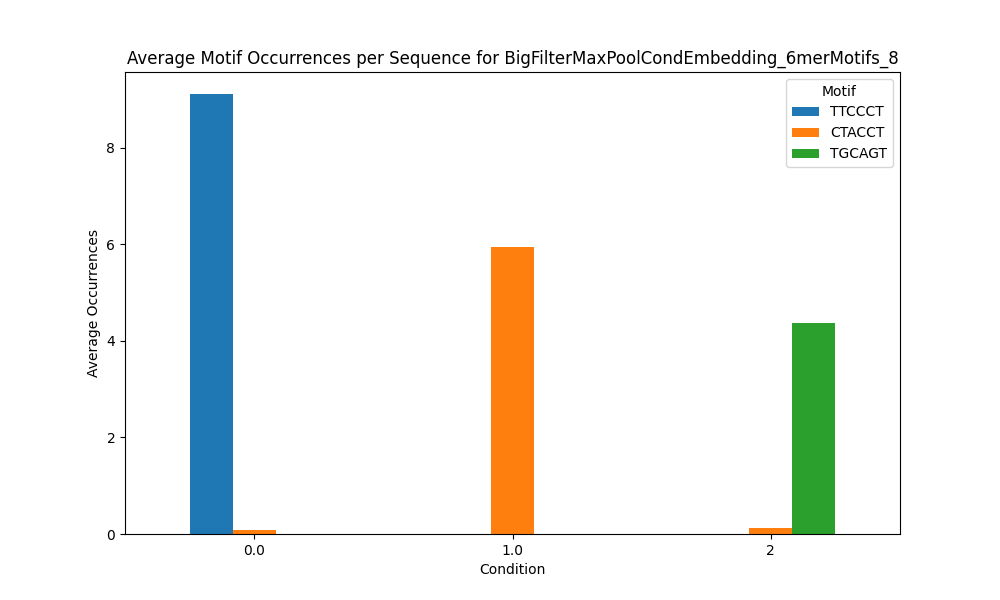 Average Motif Occurrences per Sequence for BigFilterMaxPoolCondEmbedding_6merMotifs_8
Motif
TTCCCT
CTACCT
TGCAGT
Average Occurrences
8
6
4
2
0
0.0
1.0
2
Condition